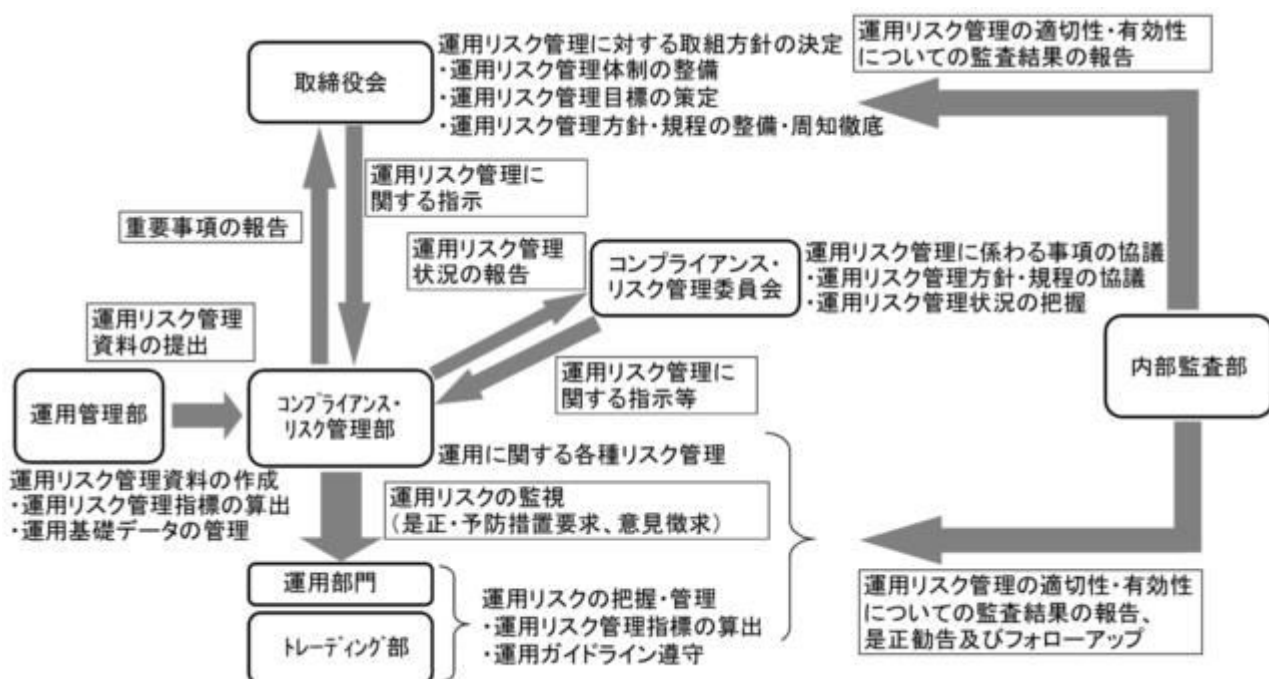 運用リスク管理に対する取組方針の決定
・運用リスク管理体制の整備
・運用リスク管理目標の策定
・運用リスク管理方針・規程の整備・周知徹底
取締役会
運用リスク管理の適切性・有効性
についての監査結果の報告
運用リスク管理に
関する指示
重要事項の報告
運用リスク管理
状況の報告
コンプライアンス・
リスク管理委員会
運用リスク管理に係わる事項の協議
・運用リスク管理方針・規程の協議
・運用リスク管理状況の把握
運用リスク管理
資料の提出
内部監査部
運用管理部
コンプライアンス・
リスク管理部
運用リスク管理に
関する指示等
運用に関する各種リスク管理
運用リスク管理資料の作成
・運用リスク管理指標の算出
・運用基礎データの管理
運用リスクの監視
(是正・予防措置要求、意見徴求)
運用部門
トレーディング部
運用リスクの把握・管理
・運用リスク管理指標の算出
・運用ガイドライン遵守
運用リスク管理の適切性・有効性
についての監査結果の報告、
是正勧告及びフォローアップ